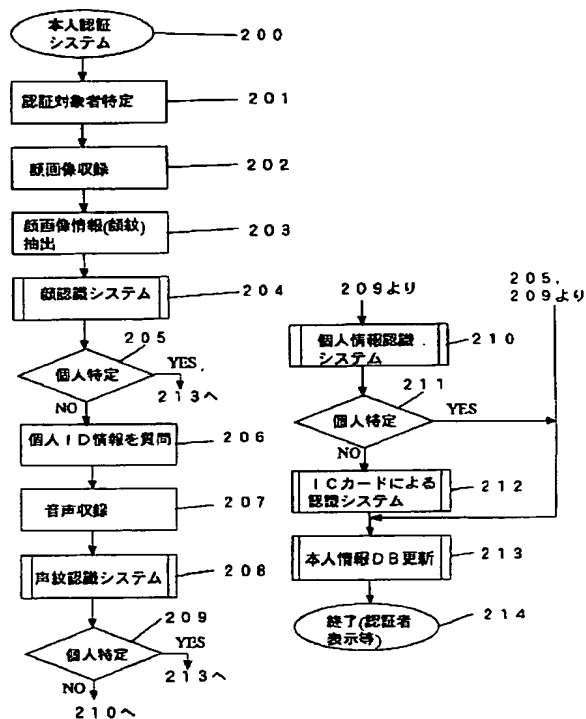 本人認証
システム
200
認証対象者特定
201
顔画像収録
202
顔画像情報(顔紋)
抽出
203
顔認識システム
204
205
個人特定
YES
213へ
NO
個人ID情報を質問
206
音声収録
207
声紋認識システム
208
209
個人特定
YES
213へ
NO
210へ
209より
205,
209より
個人情報認識
システム
210
211
個人特定
YES
NO
ICカードによる
認証システム
212
本人情報DB更新
213
終了(認証者
表示等)
214